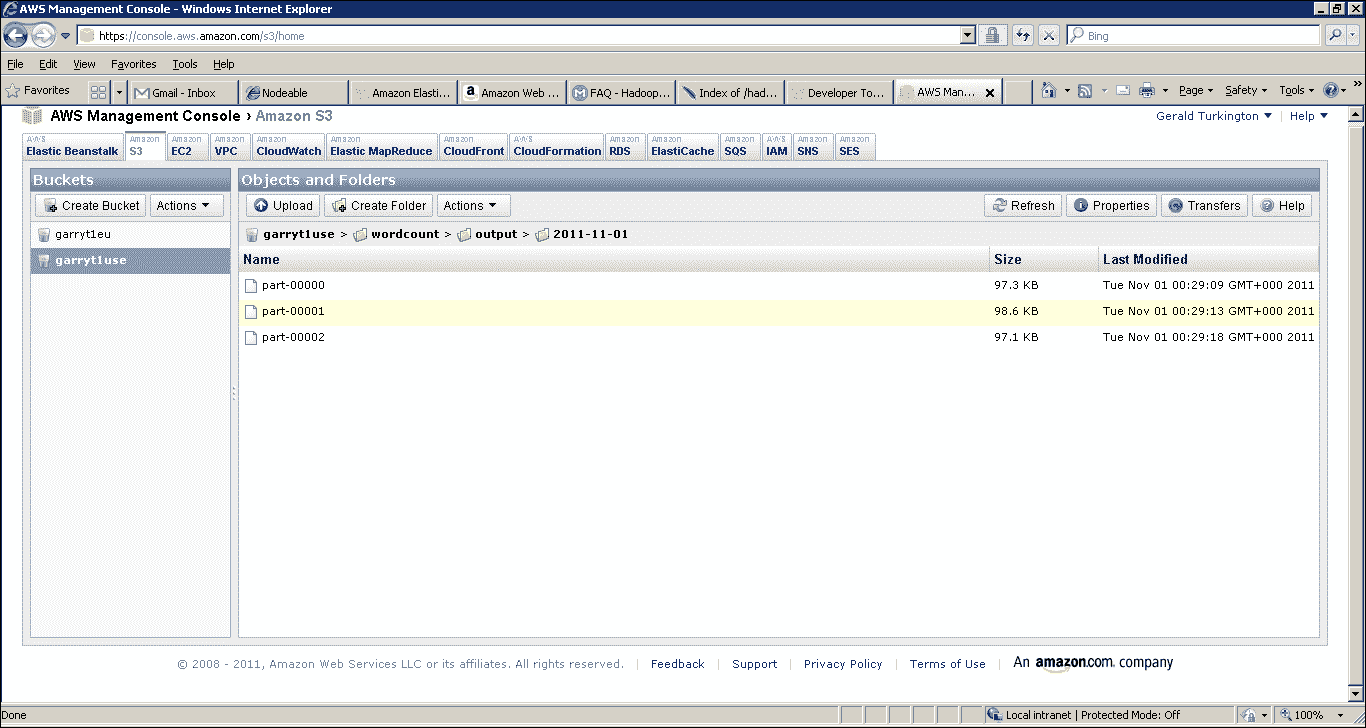 AWS Management Console - Windows Internet Explorer
https://console.aws.amazon.com/s3/home
Bing
File Edit View Favorites Tools Help
Favorites Gmail - Inbox Nodeable Amazon Elasti... Amazon Web ... FAQ - Hadoop... Index of /had... Developer To... AWS Man... Page Safety Tools
AWS Management Console › Amazon S3 Gerald Turkington Help
AWS Amazon Amazon Amazon Amazon Amazon Amazon AWS Amazon Amazon Amazon AWS Amazon Amazon
Elastic Beanstalk S3 EC2 VPC CloudWatch Elastic MapReduce CloudFront CloudFormation RDS ElastiCache SQS IAM SNS SES
Buckets Objects and Folders
Create Bucket Actions Upload Create Folder Actions Refresh Properties Transfers Help
garryt1eu garryt1use > wordcount > output > 2011-11-01
garryt1use Name Size Last Modified
part-00000 97.3 KB Tue Nov 01 00:29:09 GMT+000 2011
part-00001 98.6 KB Tue Nov 01 00:29:13 GMT+000 2011
part-00002 97.1 KB Tue Nov 01 00:29:18 GMT+000 2011
© 2008 - 2011, Amazon Web Services LLC or its affiliates. All rights reserved. | Feedback | Support | Privacy Policy | Terms of Use | An amazon.com. company
Done Local intranet | Protected Mode: Off 100%